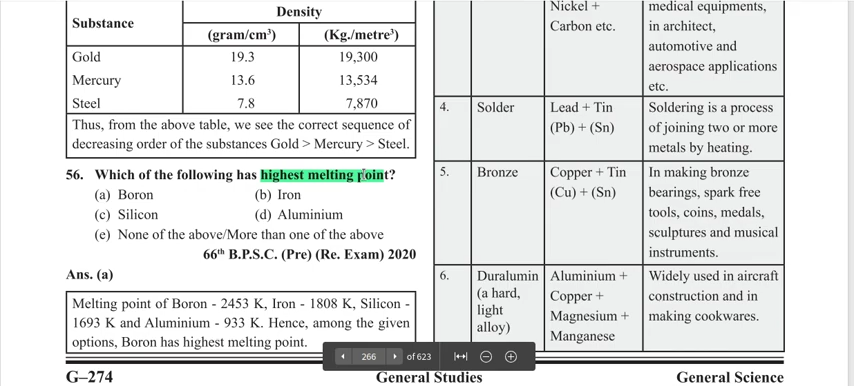 Substance
Density
(gram/cm³)
(Kg./metre³)
Gold 19.3 19,300
Mercury 13.6 13,534
Steel 7.8 7,870
Thus, from the above table, we see the correct sequence of
decreasing order of the substances Gold > Mercury > Steel.
56. Which of the following has highest melting point?
(a) Boron (b) Iron
(c) Silicon (d) Aluminium
(e) None of the above/More than one of the above
66th B.P.S.C. (Pre) (Re. Exam) 2020
Ans. (a)
Melting point of Boron - 2453 K, Iron - 1808 K, Silicon -
1693 K and Aluminium - 933 K. Hence, among the given
options, Boron has highest melting point.
Nickel +
Carbon etc.
medical equipments,
in architect,
automotive and
aerospace applications
etc.
4. Solder
Lead + Tin
(Pb) + (Sn)
Soldering is a process
of joining two or more
metals by heating.
5. Bronze
Copper + Tin
(Cu) + (Sn)
In making bronze
bearings, spark free
tools, coins, medals,
sculptures and musical
instruments.
6. Duralumin
(a hard,
light
alloy)
Aluminium +
Copper +
Magnesium +
Manganese
Widely used in aircraft
construction and in
making cookwares.
266 of 623
G–274 General Studies General Science